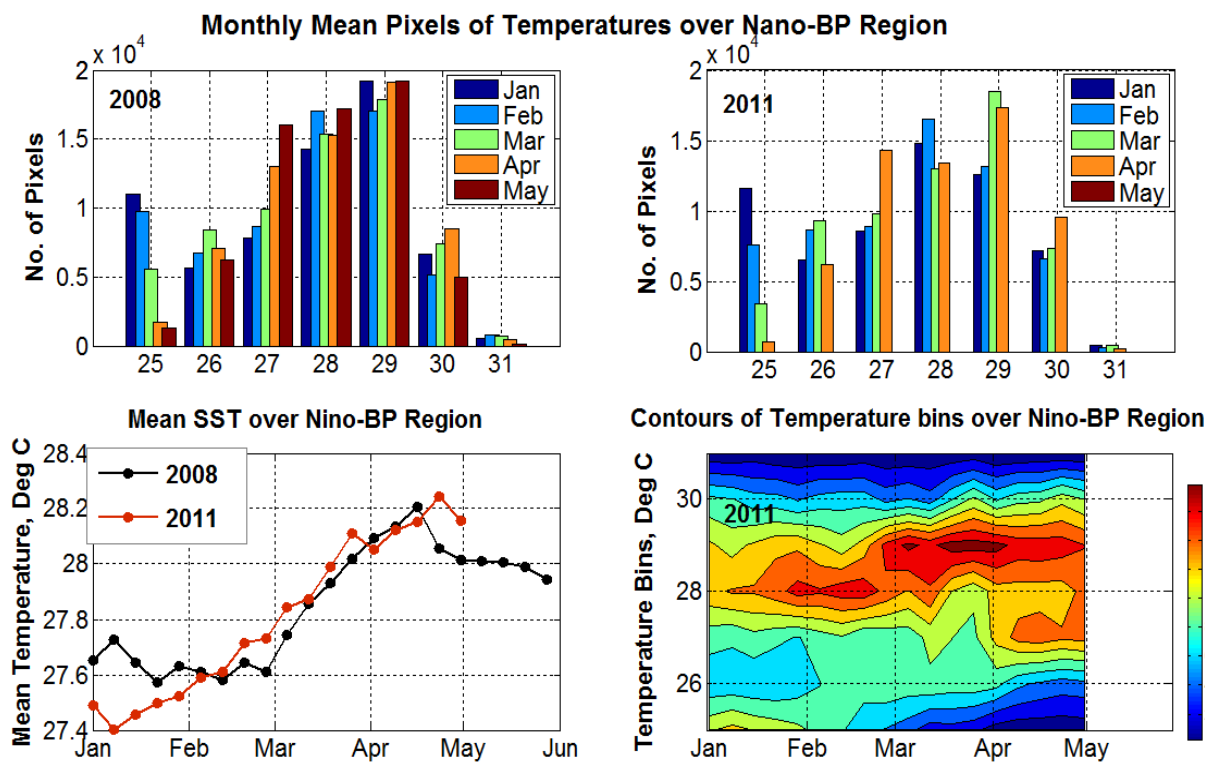 Monthly Mean Pixels of Temperatures over Nano-BP Region
x 10^4
2
1.5
1
0.5
0
No. of Pixels
2008
Jan
Feb
Mar
Apr
May
25 26 27 28 29 30 31
x 10^4
2
1.5
1
0.5
0
No. of Pixels
2011
Jan
Feb
Mar
Apr
May
25 26 27 28 29 30 31
Mean SST over Nino-BP Region
28.4
28.2
28
27.8
27.6
27.4
Mean Temperature, Deg C
2008
2011
Jan Feb Mar Apr May Jun
Contours of Temperature bins over Nino-BP Region
Temperature Bins, Deg C
30
28
26
2011
Jan Feb Mar Apr May